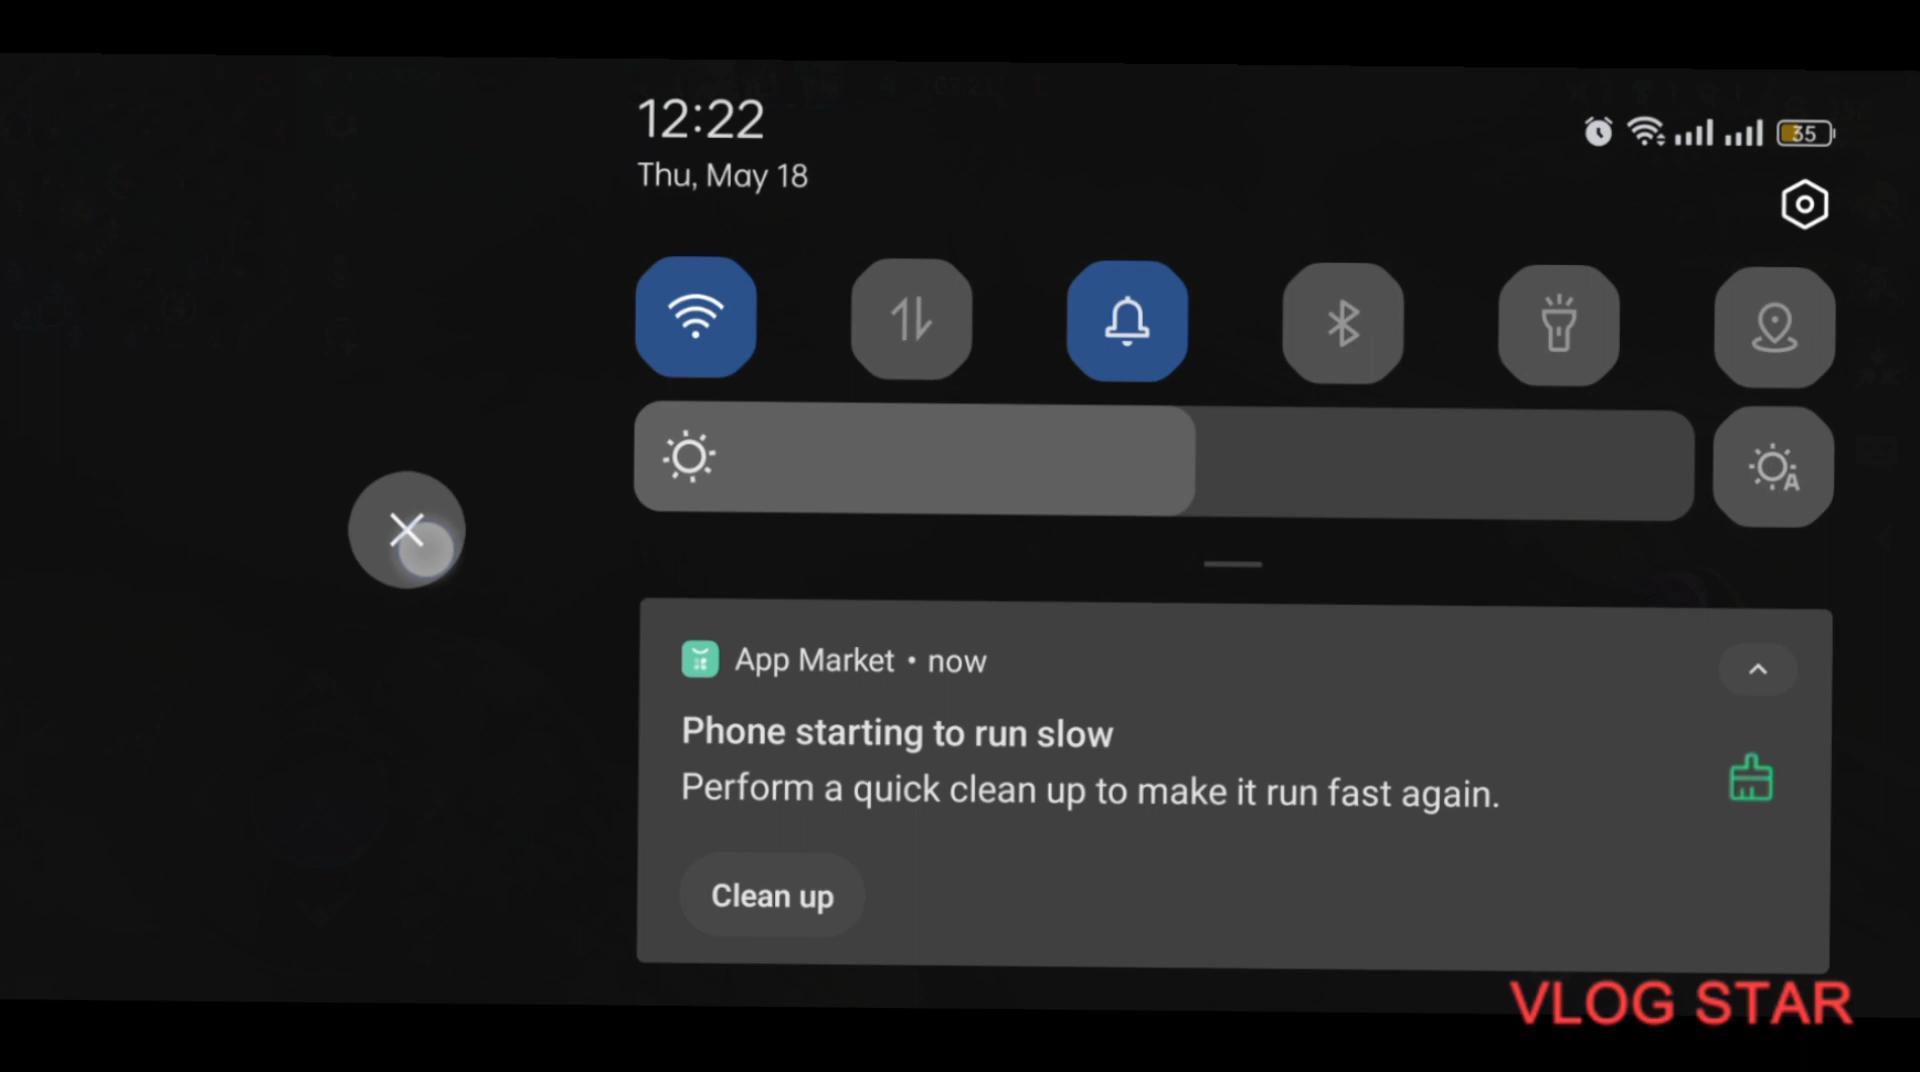 12:22
35
Thu, May 18
A
App Market • now
Phone starting to run slow
Perform a quick clean up to make it run fast again.
Clean up
VLOG STAR